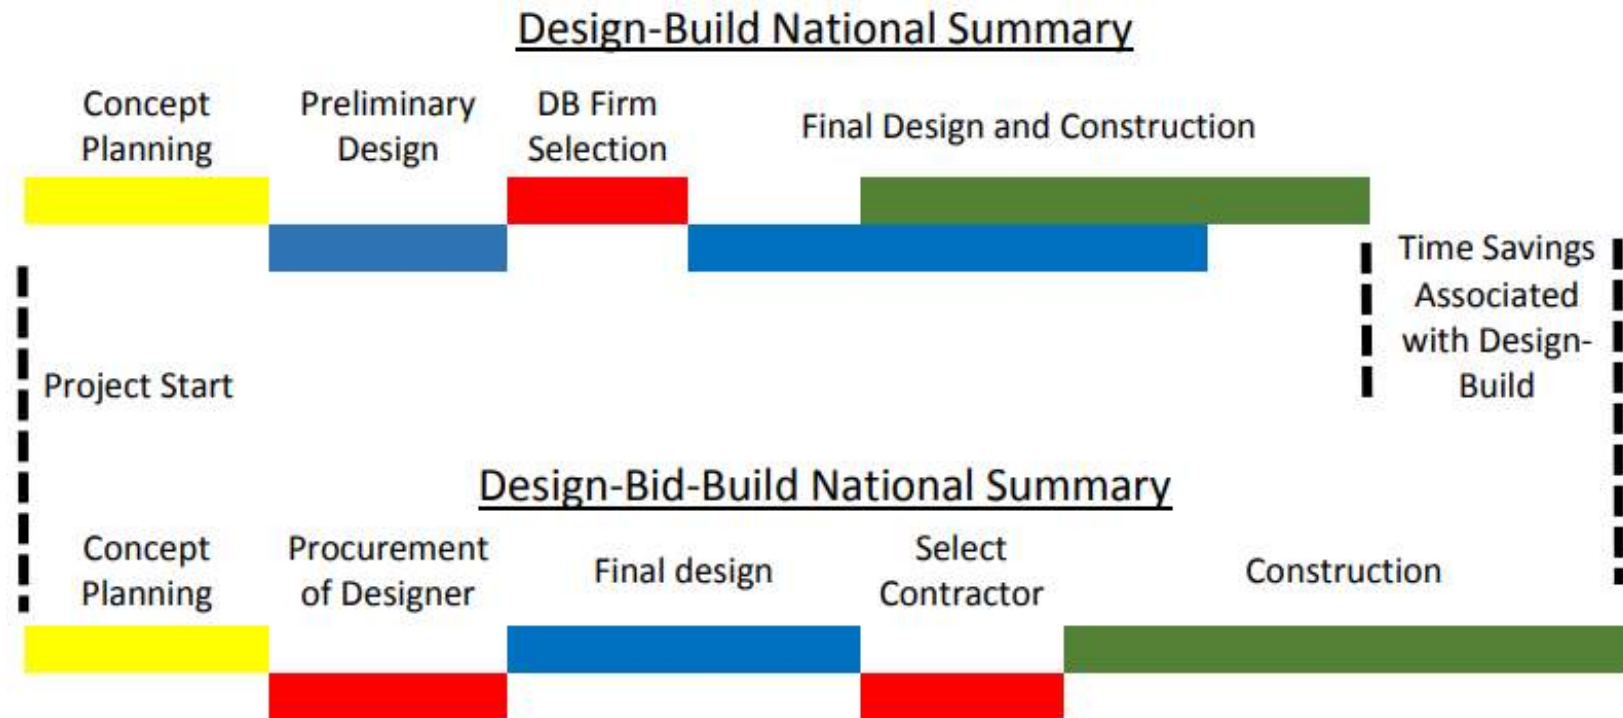 Design-Build National Summary
Concept
Planning
Preliminary
Design
DB Firm
Selection
Final Design and Construction
Time Savings
Associated
with Design-
Build
Project Start
Design-Bid-Build National Summary
Concept
Planning
Procurement
of Designer
Final design
Select
Contractor
Construction